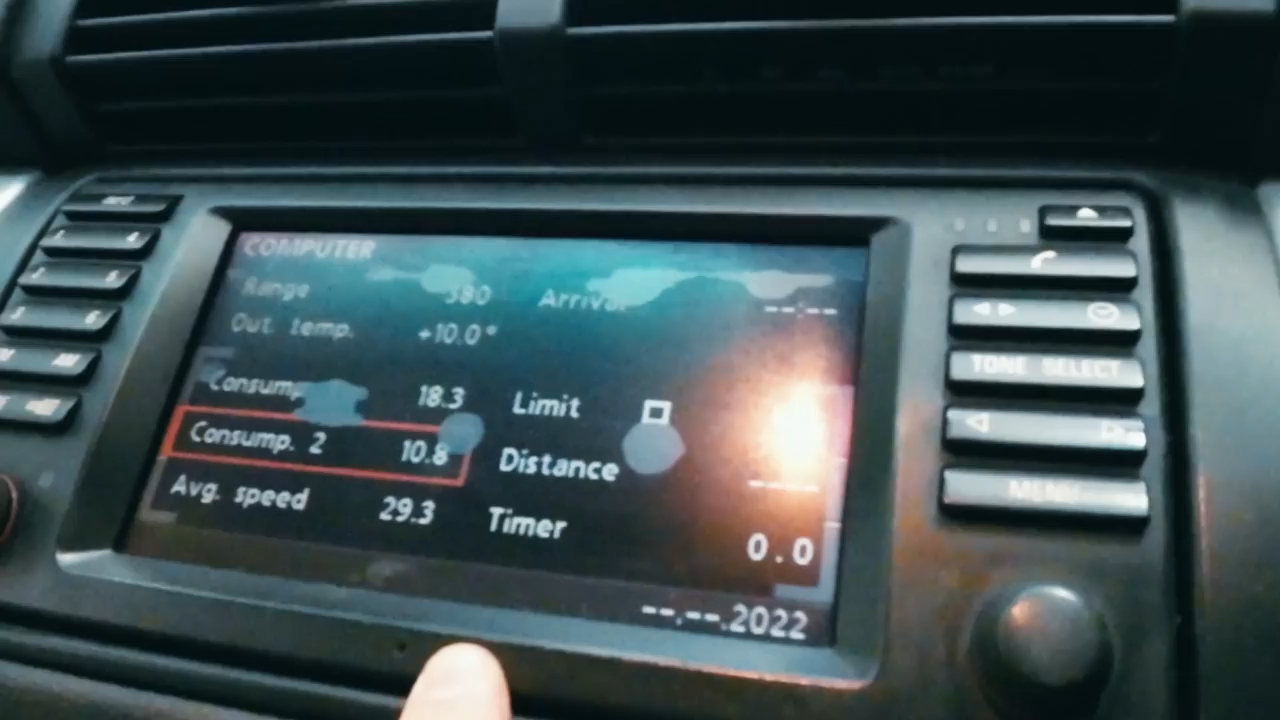 COMPUTER
Range 380 Arrival --:--
Out. temp. +10.0°
Consump 18.3 Limit
Consump. 2 10.8 Distance ----
Avg. speed 29.3 Timer 0.0
--.--.2022
INFO
TONE SELECT
MENU